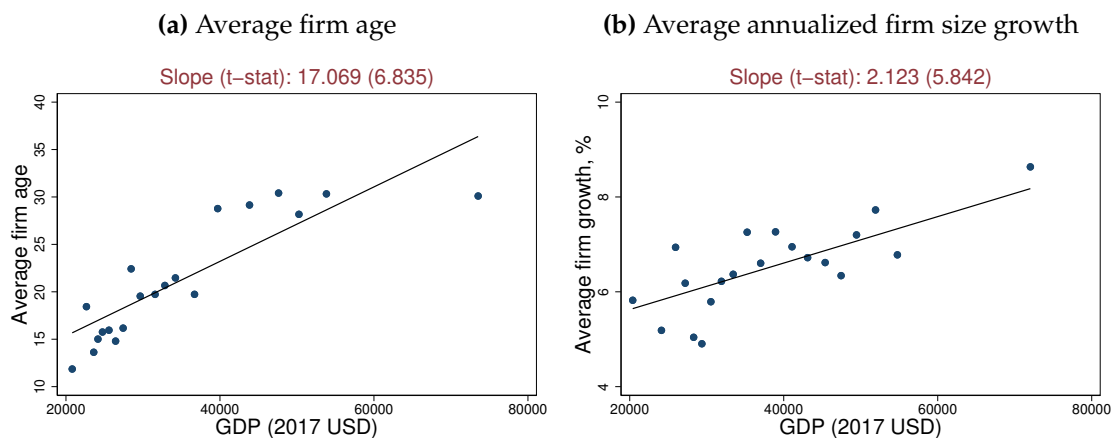 (a) Average firm age
Slope (t−stat): 17.069 (6.835)
Average firm age
40
35
30
25
20
15
10
20000 40000 60000 80000
GDP (2017 USD)
(b) Average annualized firm size growth
Slope (t−stat): 2.123 (5.842)
Average firm growth, %
10
8
6
4
20000 40000 60000 80000
GDP (2017 USD)